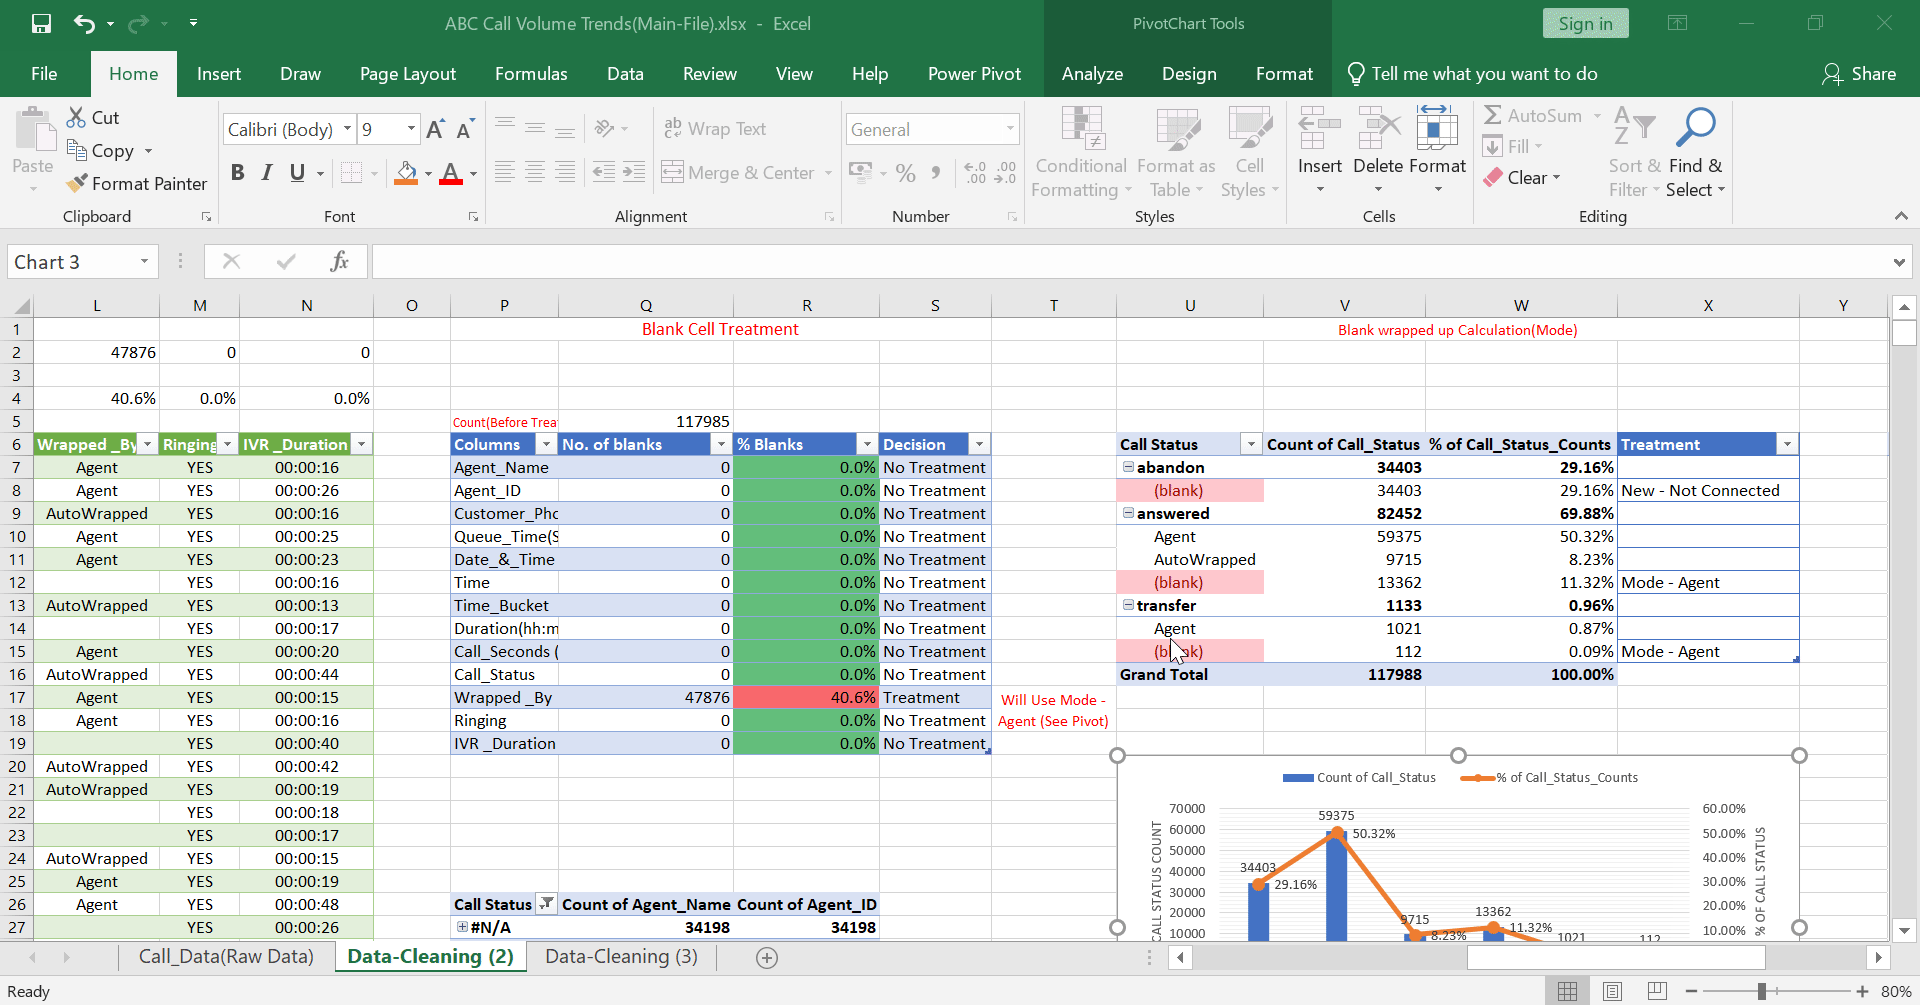 ABC Call Volume Trends(Main-File).xlsx - Excel
PivotChart Tools
Sign in
File Home Insert Draw Page Layout Formulas Data Review View Help Power Pivot Analyze Design Format Tell me what you want to do Share
Paste
Cut
Copy
Format Painter
Clipboard
Calibri (Body) 9 A A
B I U A
Font
Wrap Text
Merge & Center
Alignment
General
% , .0 .00
Number
Conditional Formatting
Format as Table
Cell Styles
Styles
Insert Delete Format
Cells
AutoSum
Fill
Clear
Sort & Filter
Find & Select
Editing
Chart 3 fx
L M N O P Q R S T U V W X Y
1 Blank Cell Treatment Blank wrapped up Calculation(Mode)
2 47876 0 0
3
4 40.6% 0.0% 0.0%
5 Count(Before Trea 117985
6 Wrapped _By Ringing IVR _Duration Columns No. of blanks % Blanks Decision Call Status Count of Call_Status % of Call_Status_Counts Treatment
7 Agent YES 00:00:16 Agent_Name 0 0.0% No Treatment abandon 34403 29.16%
8 Agent YES 00:00:26 Agent_ID 0 0.0% No Treatment (blank) 34403 29.16% New - Not Connected
9 AutoWrapped YES 00:00:16 Customer_Pho 0 0.0% No Treatment answered 82452 69.88%
10 Agent YES 00:00:25 Queue_Time(S 0 0.0% No Treatment Agent 59375 50.32%
11 Agent YES 00:00:23 Date_&_Time 0 0.0% No Treatment AutoWrapped 9715 8.23%
12 YES 00:00:16 Time 0 0.0% No Treatment (blank) 13362 11.32% Mode - Agent
13 AutoWrapped YES 00:00:13 Time_Bucket 0 0.0% No Treatment transfer 1133 0.96%
14 YES 00:00:17 Duration(hh:m 0 0.0% No Treatment Agent 1021 0.87%
15 Agent YES 00:00:20 Call_Seconds ( 0 0.0% No Treatment (blank) 112 0.09% Mode - Agent
16 AutoWrapped YES 00:00:44 Call_Status 0 0.0% No Treatment Grand Total 117988 100.00%
17 Agent YES 00:00:15 Wrapped _By 47876 40.6% Treatment Will Use Mode -
18 Agent YES 00:00:16 Ringing 0 0.0% No Treatment Agent (See Pivot)
19 YES 00:00:40 IVR _Duration 0 0.0% No Treatment
20 AutoWrapped YES 00:00:42
21 AutoWrapped YES 00:00:19
22 YES 00:00:18
23 YES 00:00:17
24 AutoWrapped YES 00:00:15
25 Agent YES 00:00:19
26 Agent YES 00:00:48 Call Status Count of Agent_Name Count of Agent_ID
27 YES 00:00:26 #N/A 34198 34198
Count of Call_Status % of Call_Status_Counts
CALL STATUS COUNT
70000
60000
50000
40000
30000
20000
10000
34403 59375 9715 13362 1021 112
29.16% 50.32% 8.23% 11.32%
60.00%
50.00%
40.00%
30.00%
20.00%
10.00%
% OF CALL STATUS
Call_Data(Raw Data) Data-Cleaning (2) Data-Cleaning (3)
Ready 80%